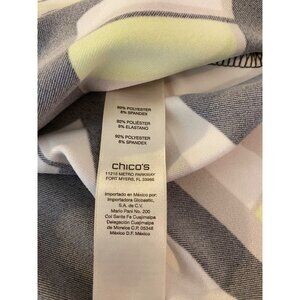 92% POLYESTER
8% SPANDEX
92% POLIÉSTER
8% ELASTANO
92% POLYESTER
8% SPANDEX
chico's
11215 METRO PARKWAY
FORT MYERS, FL 33966
Importado en México por:
Importadora Globastic,
S.A. de C.V.
Mario Pani No. 200
Col Santa Fe Cuajimalpa
Delegación Cuajimalpa
de Morelos C.P. 05348
México D.F. México